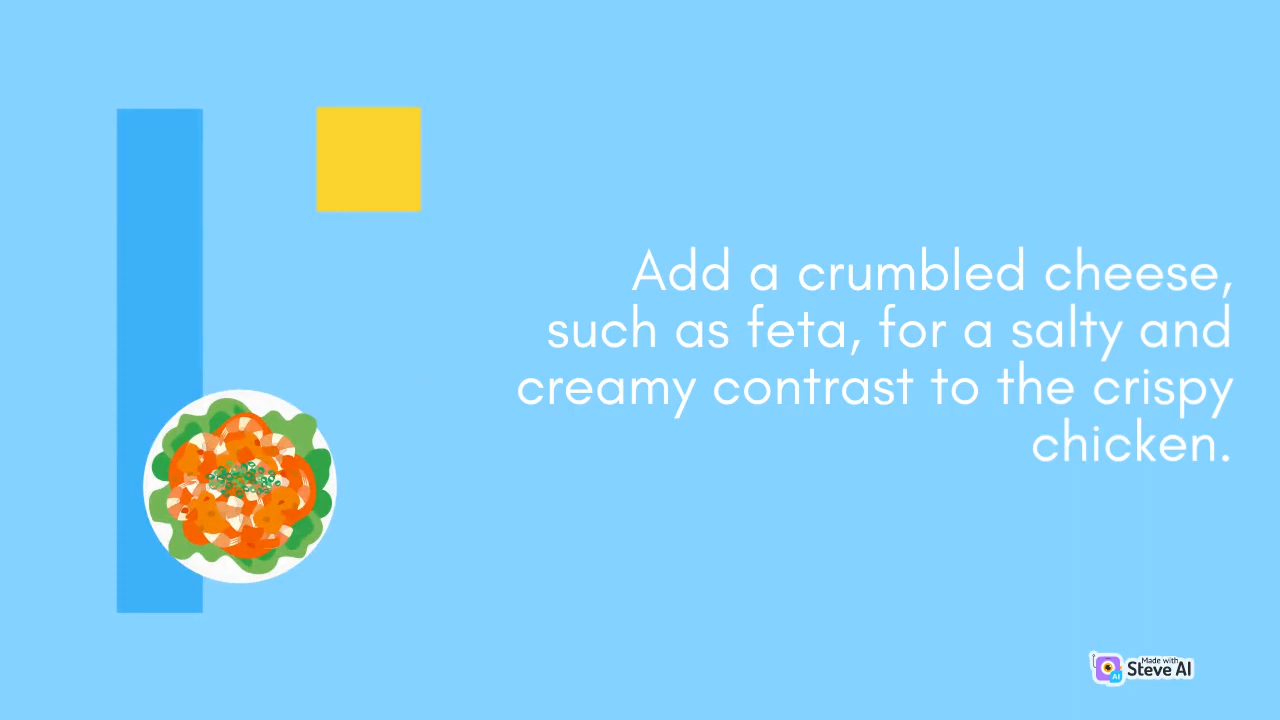 Add a crumbled cheese,
such as feta, for a salty and
creamy contrast to the crispy
chicken.
Made with
Steve AI
AI